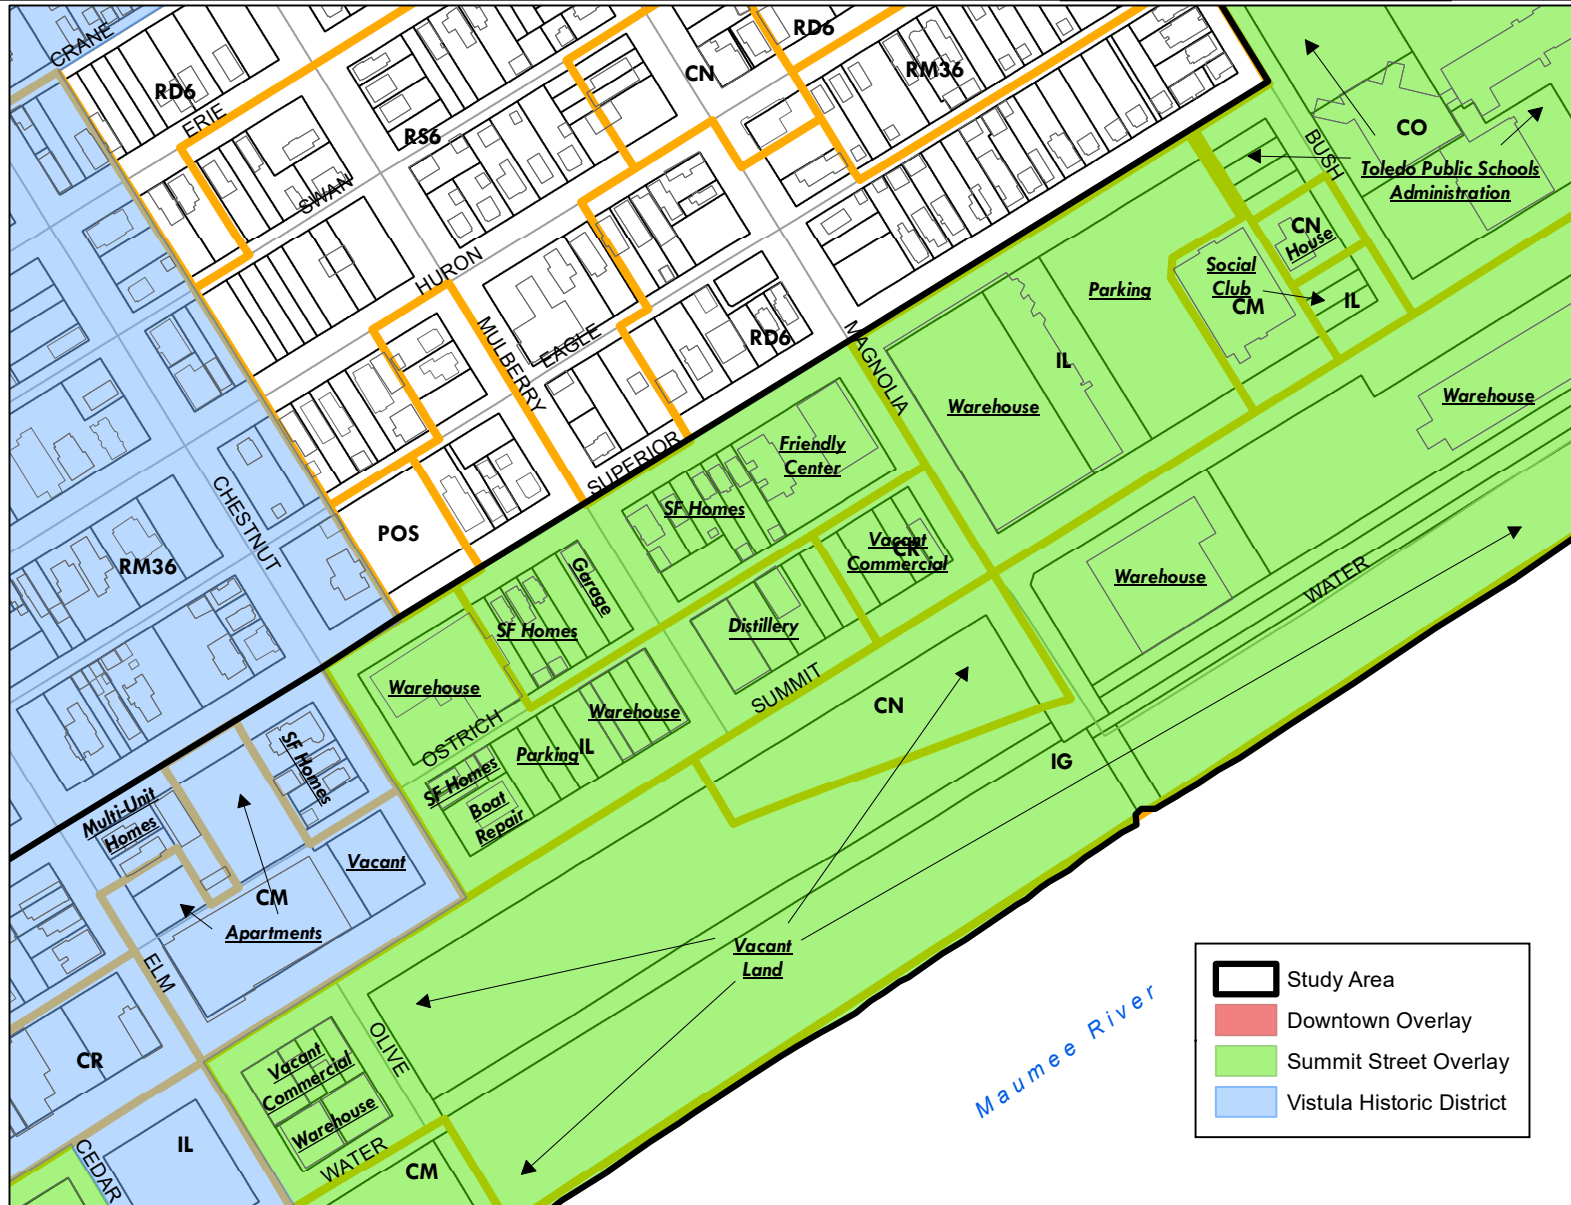 CRANE
RD6
ERIE
RD6
CN
RM36
RS6
SWAN
HURON
MULBERRY
EAGLE
RD6
MAGNOLIA
SUPERIOR
CHESTNUT
POS
RM36
CO
BUSH
Toledo Public Schools
Administration
CN
House
Social
Club
CM
IL
Parking
IL
Warehouse
Warehouse
Friendly
Center
SF Homes
Vacant
CR
Commercial
Garage
SF Homes
Distillery
Warehouse
WATER
Warehouse
OSTRICH
Warehouse
SUMMIT
CN
Parking
IL
SF Homes
Boat
Repair
IG
SF Homes
Multi-Unit
Homes
Vacant
CM
Apartments
ELM
Vacant
Land
CR
OLIVE
Vacant
Commercial
Warehouse
WATER
CM
IL
CEDAR
Maumee River
Study Area
Downtown Overlay
Summit Street Overlay
Vistula Historic District